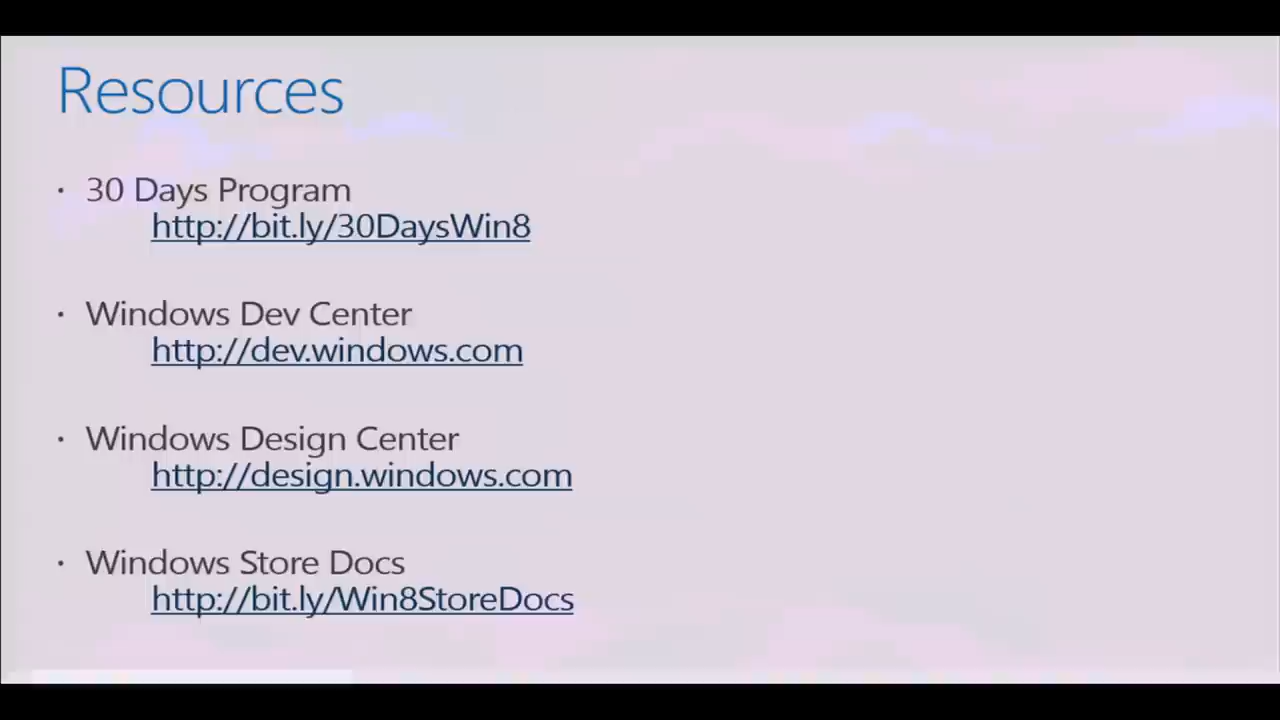 Resources
· 30 Days Program
http://bit.ly/30DaysWin8
· Windows Dev Center
http://dev.windows.com
· Windows Design Center
http://design.windows.com
· Windows Store Docs
http://bit.ly/Win8StoreDocs